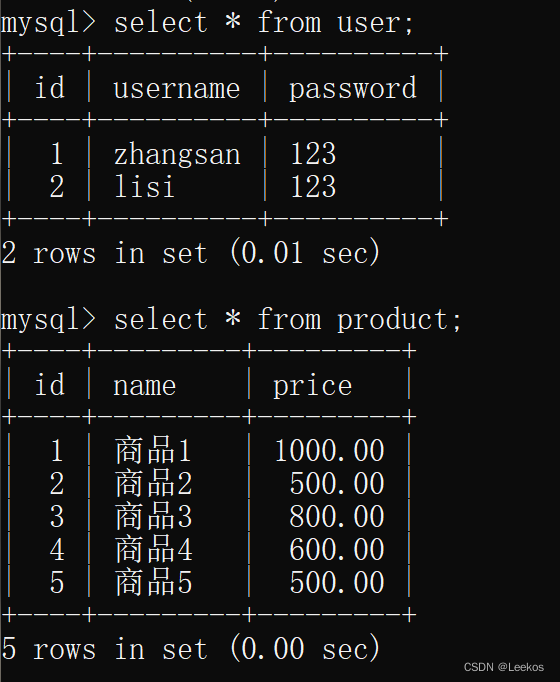 mysql> select * from user;
+----+----------+----------+
| id | username | password |
+----+----------+----------+
| 1 | zhangsan | 123 |
| 2 | lisi | 123 |
+----+----------+----------+
2 rows in set (0.01 sec)
mysql> select * from product;
+----+---------+---------+
| id | name | price |
+----+---------+---------+
| 1 | 商品1 | 1000.00 |
| 2 | 商品2 | 500.00 |
| 3 | 商品3 | 800.00 |
| 4 | 商品4 | 600.00 |
| 5 | 商品5 | 500.00 |
+----+---------+---------+
5 rows in set (0.00 sec)
CSDN @Leekos